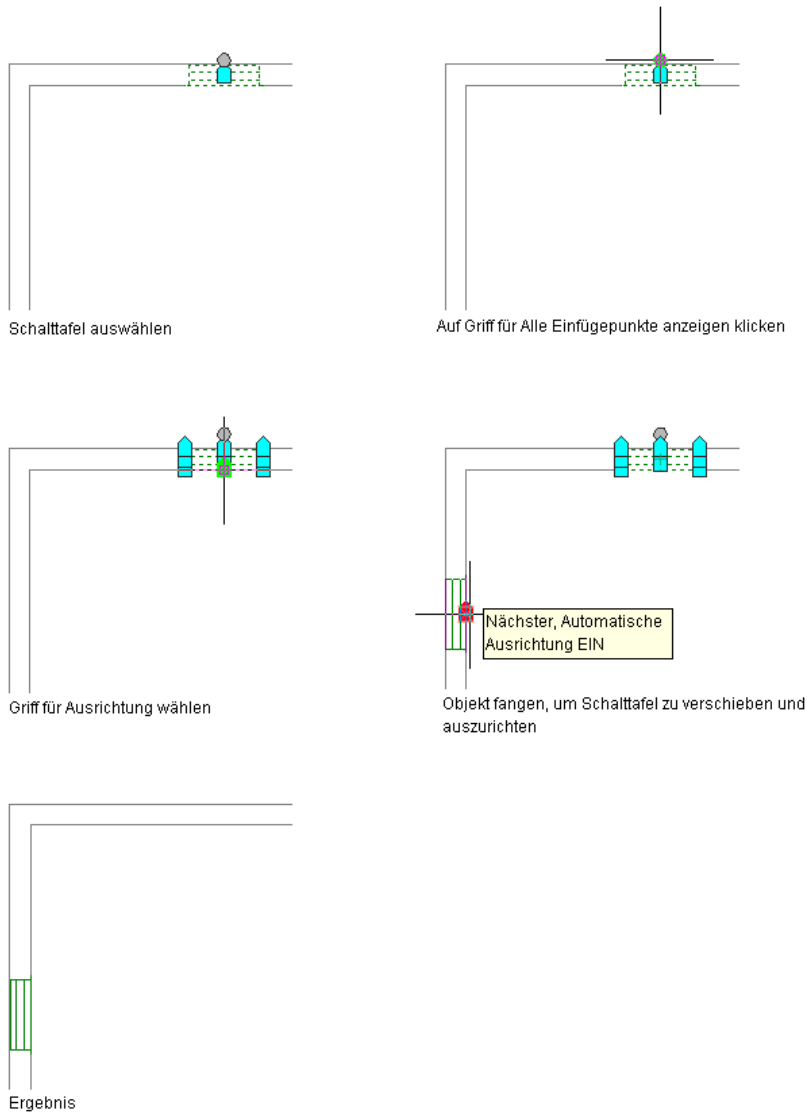 Schalttafel auswählen
Auf Griff für Alle Einfügepunkte anzeigen klicken
Griff für Ausrichtung wählen
Nächster, Automatische
Ausrichtung EIN
Objekt fangen, um Schalttafel zu verschieben und
auszurichten
Ergebnis